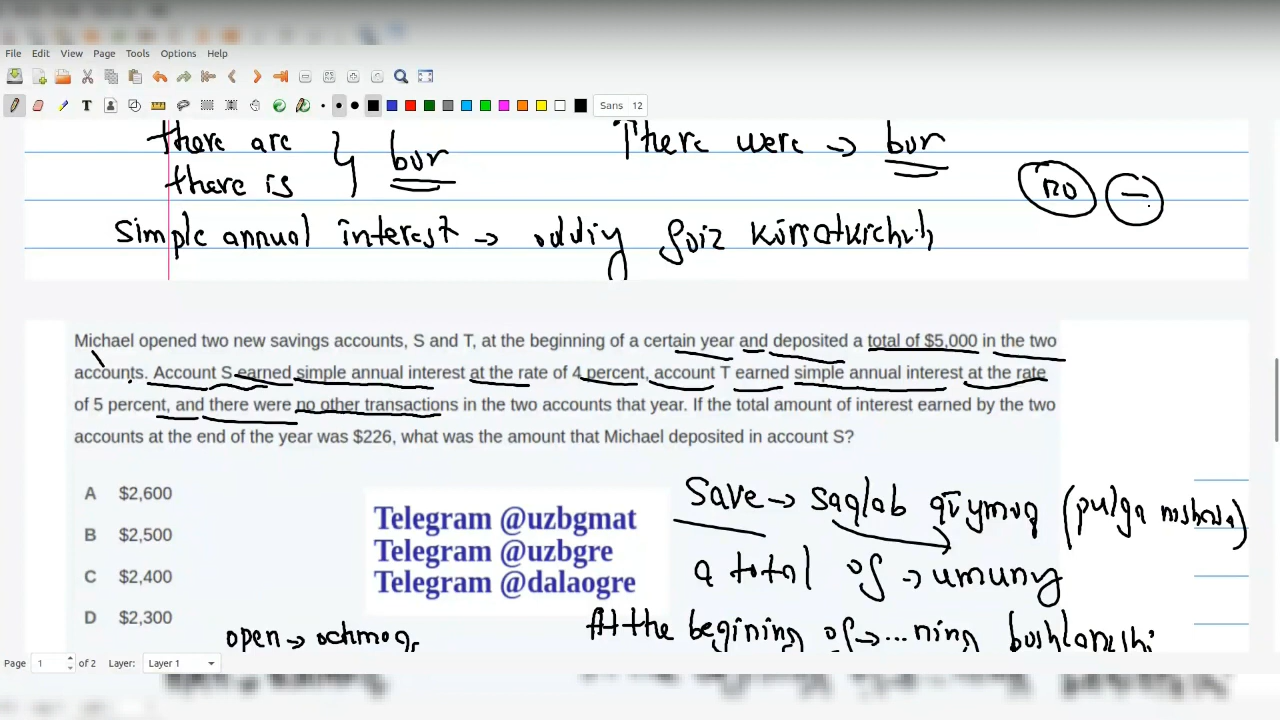 File Edit View Page Tools Options Help
Sans 12
there are
there is
bor
There were → bor
no
simple annual interest → oddiy foiz
Michael opened two new savings accounts, S and T, at the beginning of a certain year and deposited a total of $5,000 in the two
accounts. Account S earned simple annual interest at the rate of 4 percent, account T earned simple annual interest at the rate
of 5 percent, and there were no other transactions in the two accounts that year. If the total amount of interest earned by the two
accounts at the end of the year was $226, what was the amount that Michael deposited in account S?
A $2,600
B $2,500
C $2,400
D $2,300
Telegram @uzbgmat
Telegram @uzbgre
Telegram @dalaogre
Save → saqlab qo'ymoq (pulga nisbatan)
a total of → umumy
At the begining of → ...ning boshlanishi
open → ochmoq
Page 1 of 2 Layer: Layer 1